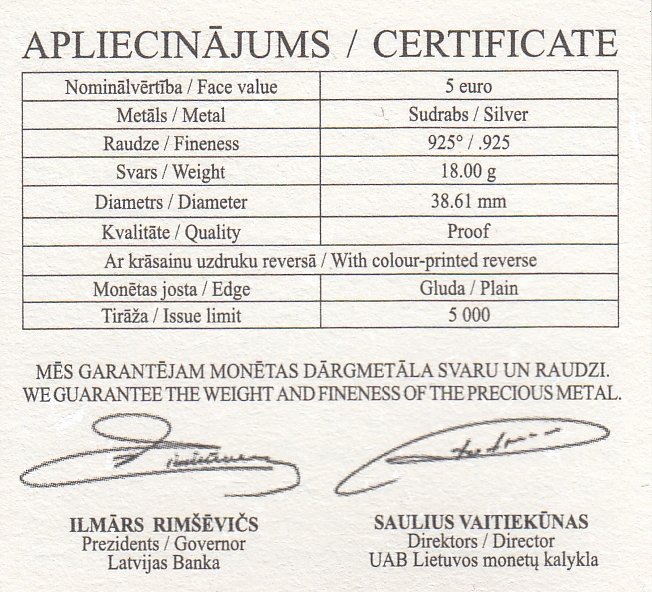 APLIECINĀJUMS / CERTIFICATE
Nominālvērtība / Face value 5 euro
Metāls / Metal Sudrabs / Silver
Raudze / Fineness 925° / .925
Svars / Weight 18.00 g
Diametrs / Diameter 38.61 mm
Kvalitāte / Quality Proof
Ar krāsainu uzdruku reversā / With colour-printed reverse
Monētas josta / Edge Gluda / Plain
Tirāža / Issue limit 5 000
MĒS GARANTĒJAM MONĒTAS DĀRGMETĀLA SVARU UN RAUDZI.
WE GUARANTEE THE WEIGHT AND FINENESS OF THE PRECIOUS METAL.
ILMĀRS RIMŠĒVIČS
Prezidents / Governor
Latvijas Banka
SAULIUS VAITIEKŪNAS
Direktors / Director
UAB Lietuvos monetų kalykla